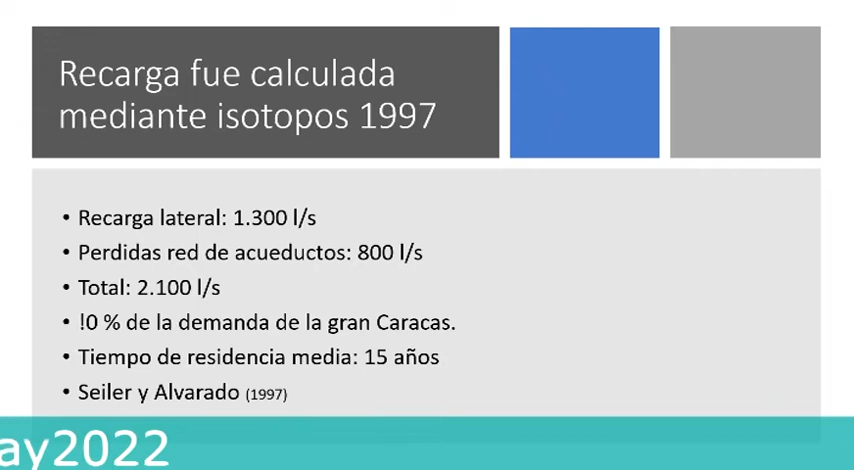 Recarga fue calculada
mediante isotopos 1997
• Recarga lateral: 1.300 l/s
• Perdidas red de acueductos: 800 l/s
• Total: 2.100 l/s
• !0 % de la demanda de la gran Caracas.
• Tiempo de residencia media: 15 años
• Seiler y Alvarado (1997)
ay2022